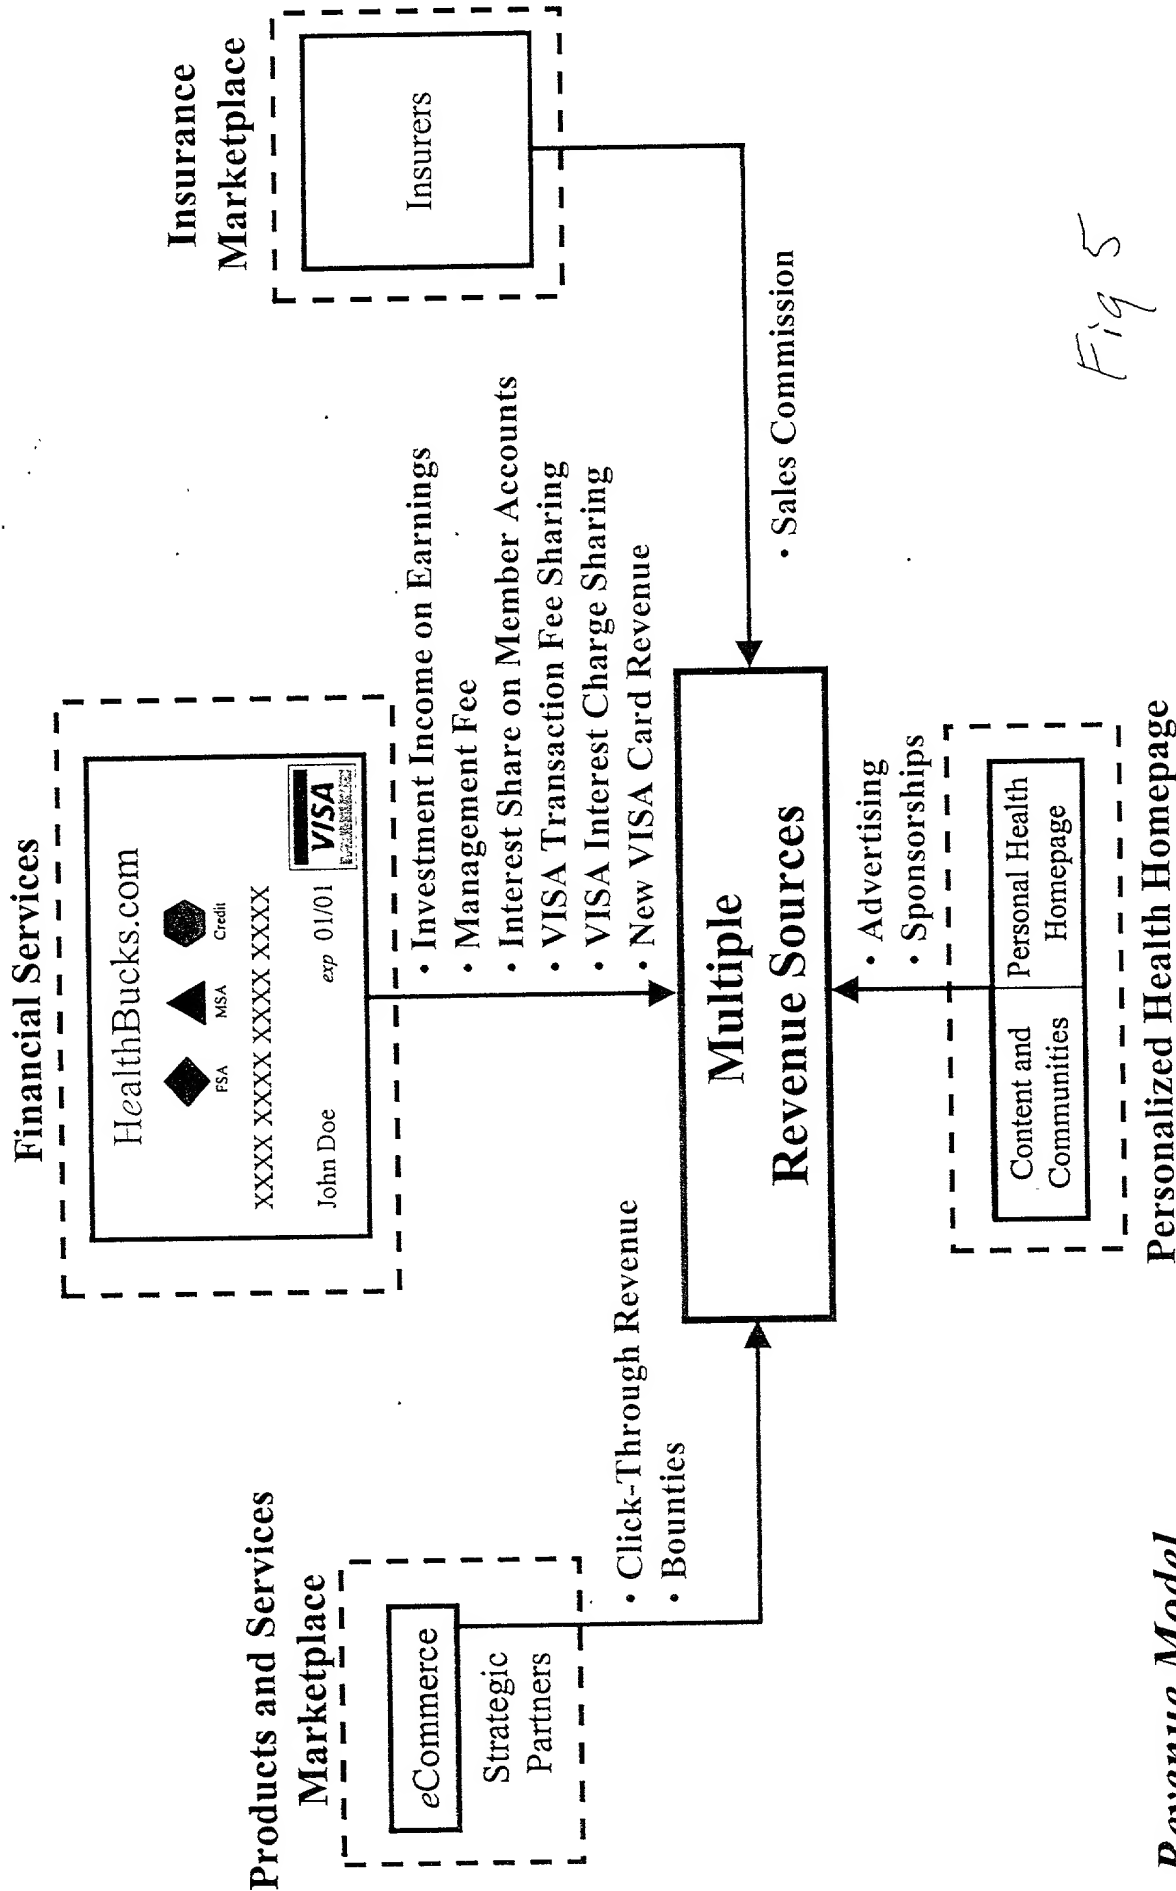 Revenue Model
Products and Services
Marketplace
eCommerce
Strategic
Partners
• Click-Through Revenue
• Bounties
Financial Services
HealthBucks.com
FSA
MSA
Credit
XXXX XXXX XXXX XXXX
John Doe
exp 01/01
VISA
• Investment Income on Earnings
• Management Fee
• Interest Share on Member Accounts
• VISA Transaction Fee Sharing
• VISA Interest Charge Sharing
• New VISA Card Revenue
Insurance
Marketplace
Insurers
• Sales Commission
Multiple
Revenue Sources
• Advertising
• Sponsorships
Content and
Communities
Personal Health
Homepage
Personalized Health Homepage
Fig 5